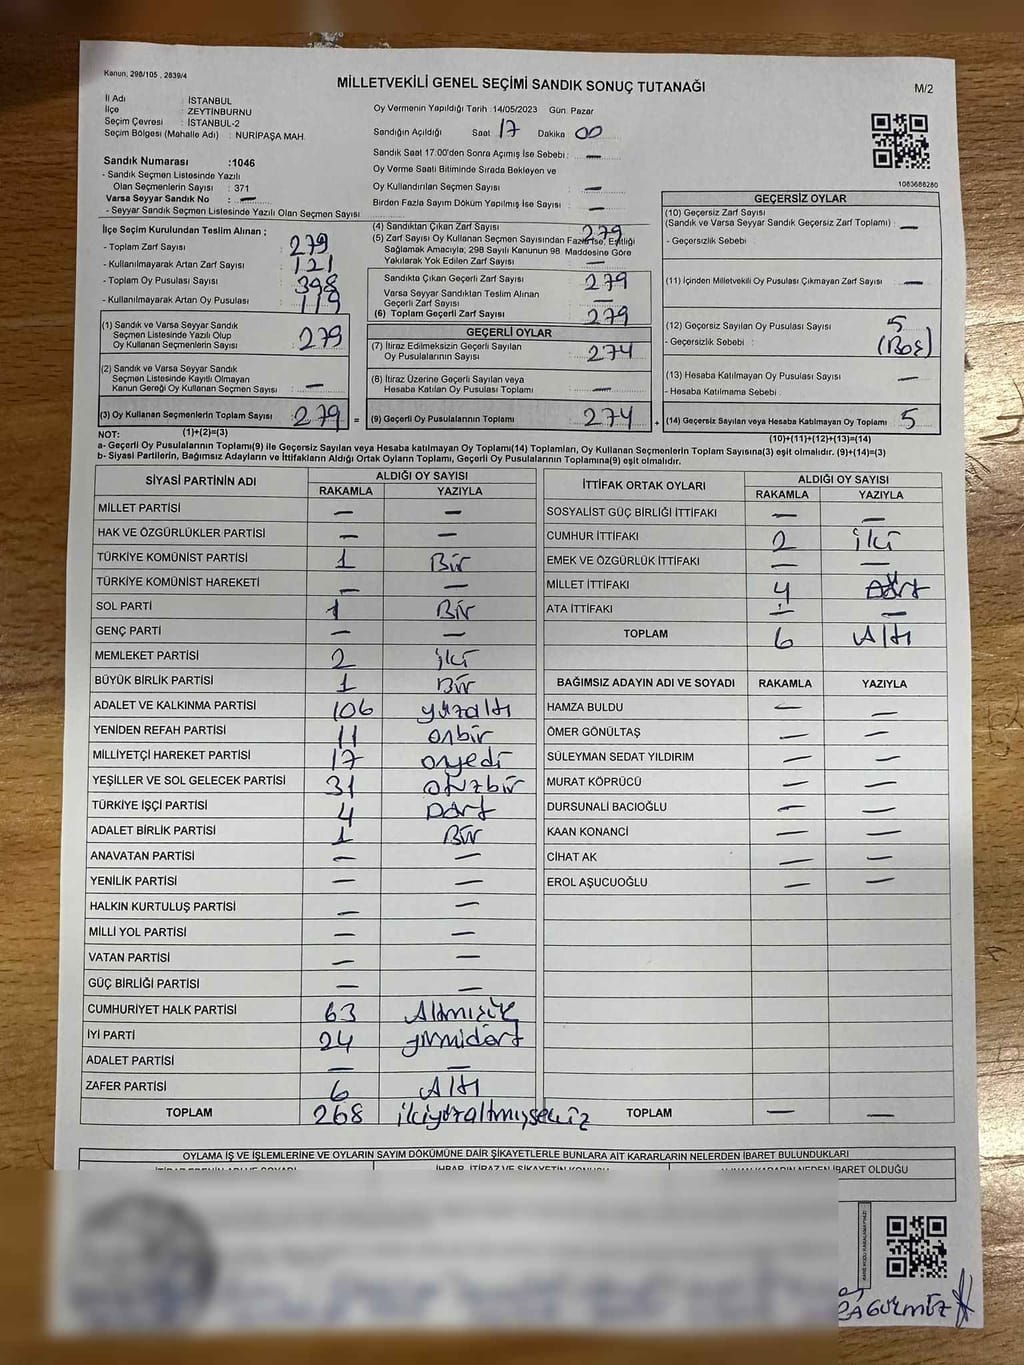 Kanun; 298/105 , 2839/4
MİLLETVEKİLİ GENEL SEÇİMİ SANDIK SONUÇ TUTANAĞI
M/2
İl Adı : İSTANBUL
İlçe : ZEYTİNBURNU
Seçim Çevresi : İSTANBUL-2
Seçim Bölgesi (Mahalle Adı) : NURİPAŞA MAH.
Oy Vermenin Yapıldığı Tarih :14/05/2023 Gün: Pazar
Sandığın Açıldığı Saat 17 Dakika 00
Sandık Saat 17.00'den Sonra Açımış İse Sebebi : —
Oy Verme Saati Bitiminde Sırada Bekleyen ve
Oy Kullandırılan Seçmen Sayısı —
Birden Fazla Sayım Döküm Yapılmış İse Sayısı —
1083688280
Sandık Numarası :1046
- Sandık Seçmen Listesinde Yazılı
Olan Seçmenlerin Sayısı : 371
Varsa Seyyar Sandık No : —
- Seyyar Sandık Seçmen Listesinde Yazılı Olan Seçmen Sayısı
İlçe Seçim Kurulundan Teslim Alınan ;
- Toplam Zarf Sayısı 279
- Kullanılmayarak Artan Zarf Sayısı 121
- Toplam Oy Pusulası Sayısı 398
- Kullanılmayarak Artan Oy Pusulası 119
(1) Sandık ve Varsa Seyyar Sandık
Seçmen Listesinde Yazılı Olup
Oy Kullanan Seçmenlerin Sayısı 279
(2) Sandık ve Varsa Seyyar Sandık
Seçmen Listesinde Kayıtlı Olmayan
Kanun Gereği Oy Kullanan Seçmen Sayısı —
(3) Oy Kullanan Seçmenlerin Toplam Sayısı 279 =
(1)+(2)=(3)
(4) Sandıktan Çıkan Zarf Sayısı 279
(5) Zarf Sayısı Oy Kullanan Seçmen Sayısından Fazla İse, Eşitliği
Sağlamak Amacıyla; 298 Sayılı Kanunun 98 Maddesine Göre
Yakılarak Yok Edilen Zarf Sayısı —
Sandıkta Çıkan Geçerli Zarf Sayısı 279
Varsa Seyyar Sandıktan Teslim Alınan
Geçerli Zarf Sayısı —
(6) Toplam Geçerli Zarf Sayısı 279
GEÇERLİ OYLAR
(7) İtiraz Edilmeksizin Geçerli Sayılan
Oy Pusulalarının Sayısı 274
(8) İtiraz Üzerine Geçerli Sayılan veya
Hesaba Katılan Oy Pusulası Toplamı —
(9) Geçerli Oy Pusulalarının Toplamı 274 +
GEÇERSİZ OYLAR
(10) Geçersiz Zarf Sayısı
(Sandık ve Varsa Seyyar Sandık Geçersiz Zarf Toplamı) : —
- Geçersizlik Sebebi
(11) İçinden Milletvekili Oy Pusulası Çıkmayan Zarf Sayısı —
(12) Geçersiz Sayılan Oy Pusulası Sayısı 5
- Geçersizlik Sebebi : (Boş)
(13) Hesaba Katılmayan Oy Pusulası Sayısı —
- Hesaba Katılmama Sebebi
(14) Geçersiz Sayılan veya Hesaba Katılmayan Oy Toplamı 5
(10)+(11)+(12)+(13)=(14)
NOT:
a- Geçerli Oy Pusulalarının Toplamı(9) ile Geçersiz Sayılan veya Hesaba katılmayan Oy Toplamı(14) Toplamları, Oy Kullanan Seçmenlerin Toplam Sayısına(3) eşit olmalıdır. (9)+(14)=(3)
b- Siyasi Partilerin, Bağımsız Adayların ve İttifakların Aldığı Ortak Oyların Toplamı, Geçerli Oy Pusulalarının Toplamına(9) eşit olmalıdır.
SİYASİ PARTİNİN ADI ALDIĞI OY SAYISI
RAKAMLA YAZIYLA
MİLLET PARTİSİ — —
HAK VE ÖZGÜRLÜKLER PARTİSİ — —
TÜRKİYE KOMÜNİST PARTİSİ 1 Bir
TÜRKİYE KOMÜNİST HAREKETİ — —
SOL PARTİ 1 Bir
GENÇ PARTİ — —
MEMLEKET PARTİSİ 2 iki
BÜYÜK BİRLİK PARTİSİ 1 Bir
ADALET VE KALKINMA PARTİSİ 106 yüzaltı
YENİDEN REFAH PARTİSİ 11 onbir
MİLLİYETÇİ HAREKET PARTİSİ 17 onyedi
YEŞİLLER VE SOL GELECEK PARTİSİ 31 otuzbir
TÜRKİYE İŞÇİ PARTİSİ 4 Dört
ADALET BİRLİK PARTİSİ 1 Bir
ANAVATAN PARTİSİ — —
YENİLİK PARTİSİ — —
HALKIN KURTULUŞ PARTİSİ — —
MİLLİ YOL PARTİSİ — —
VATAN PARTİSİ — —
GÜÇ BİRLİĞİ PARTİSİ — —
CUMHURİYET HALK PARTİSİ 63
İYİ PARTİ 24 yirmidört
ADALET PARTİSİ — —
ZAFER PARTİSİ 6 Altı
TOPLAM 268 ikiyüzaltmışsekiz
İTTİFAK ORTAK OYLARI ALDIĞI OY SAYISI
RAKAMLA YAZIYLA
SOSYALİST GÜÇ BİRLİĞİ İTTİFAKI — —
CUMHUR İTTİFAKI 2 iki
EMEK VE ÖZGÜRLÜK İTTİFAKI — —
MİLLET İTTİFAKI 4 Dört
ATA İTTİFAKI — —
TOPLAM 6 Altı
BAĞIMSIZ ADAYIN ADI VE SOYADI RAKAMLA YAZIYLA
HAMZA BULDU — —
ÖMER GÖNÜLTAŞ — —
SÜLEYMAN SEDAT YILDIRIM — —
MURAT KÖPRÜCÜ — —
DURSUNALİ BACIOĞLU — —
KAAN KONANCİ — —
CİHAT AK — —
EROL AŞUCUOĞLU — —
TOPLAM — —
OYLAMA İŞ VE İŞLEMLERİNE VE OYLARIN SAYIM DÖKÜMÜNE DAİR ŞİKAYETLERLE BUNLARA AİT KARARLARIN NELERDEN İBARET BULUNDUKLARI
İHBAR, İTİRAZ VE ŞİKAYETİN KONUSU
ALINAN KARARIN NEDEN İBARET OLDUĞU